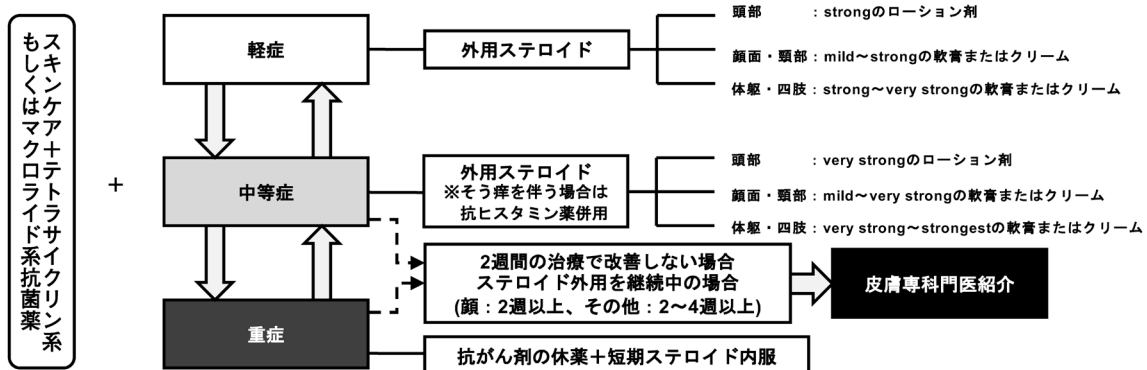 スキンケア＋テトラサイクリン系
もしくはマクロライド系抗菌薬
+
軽症
外用ステロイド
頭部　　：strongのローション剤
顔面・頸部：mild〜strongの軟膏またはクリーム
体躯・四肢：strong〜very strongの軟膏またはクリーム
中等症
外用ステロイド
※そう痒を伴う場合は
抗ヒスタミン薬併用
頭部　　：very strongのローション剤
顔面・頸部：mild〜very strongの軟膏またはクリーム
体躯・四肢：very strong〜strongestの軟膏またはクリーム
2週間の治療で改善しない場合
ステロイド外用を継続中の場合
(顔：2週以上、その他：2〜4週以上)
皮膚専科門医紹介
重症
抗がん剤の休薬＋短期ステロイド内服